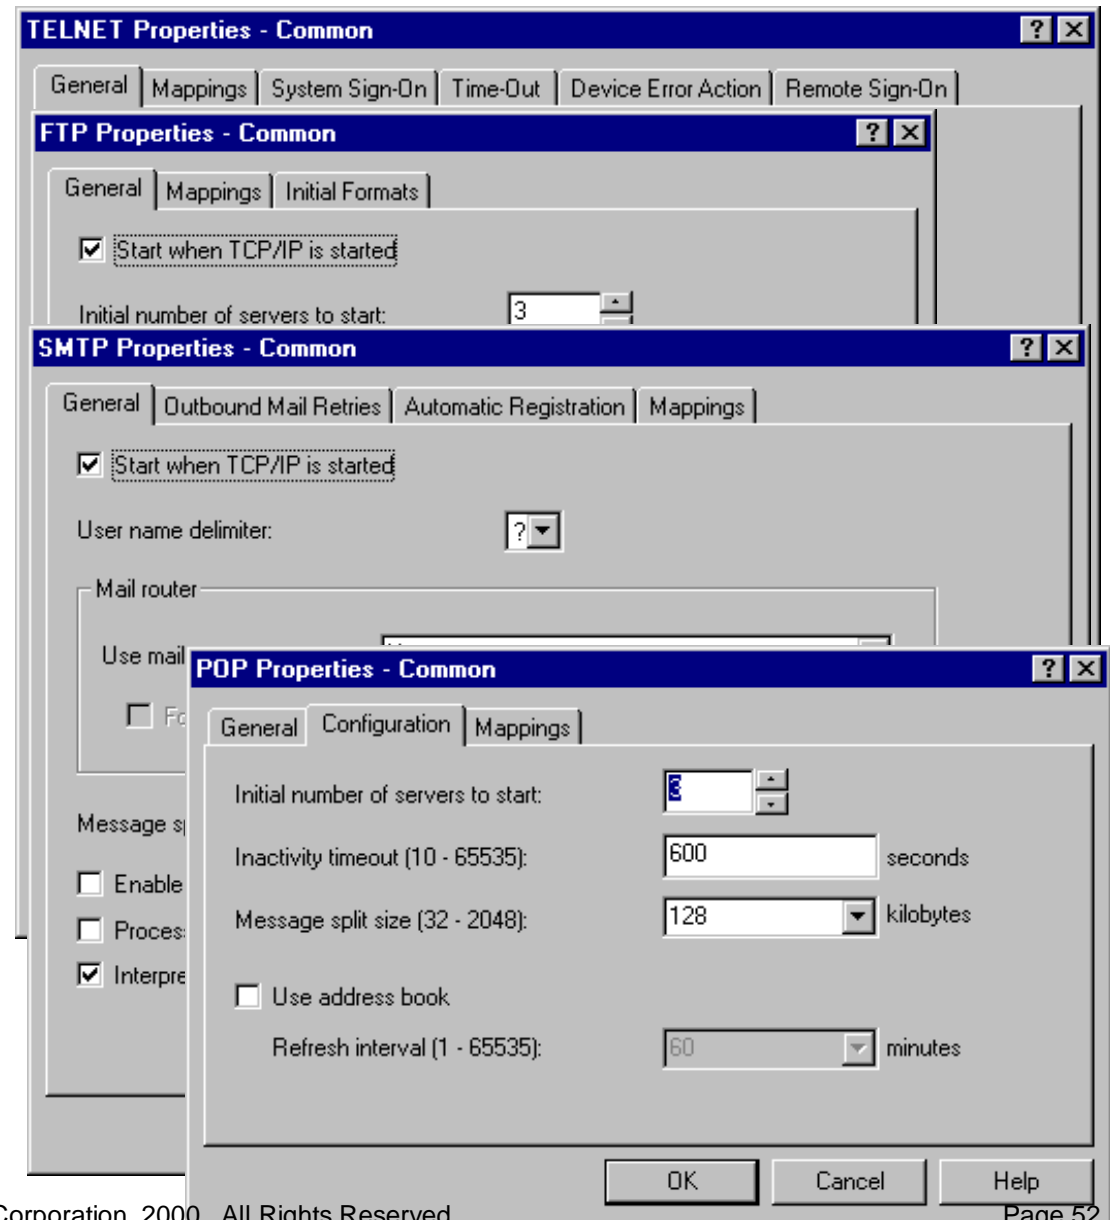 TELNET Properties - Common
General Mappings System Sign-On Time-Out Device Error Action Remote Sign-On
FTP Properties - Common
General Mappings Initial Formats
Start when TCP/IP is started
Initial number of servers to start: 3
SMTP Properties - Common
General Outbound Mail Retries Automatic Registration Mappings
Start when TCP/IP is started
User name delimiter: ?
Mail router
Use mail
POP Properties - Common
General Configuration Mappings
Initial number of servers to start: 3
Message
Inactivity timeout (10 - 65535): 600 seconds
Enable
Message split size (32 - 2048): 128 kilobytes
Process
Interpre
Use address book
Refresh interval (1 - 65535): 60 minutes
OK Cancel Help
Corporation, 2000. All Rights Reserved. Page 52